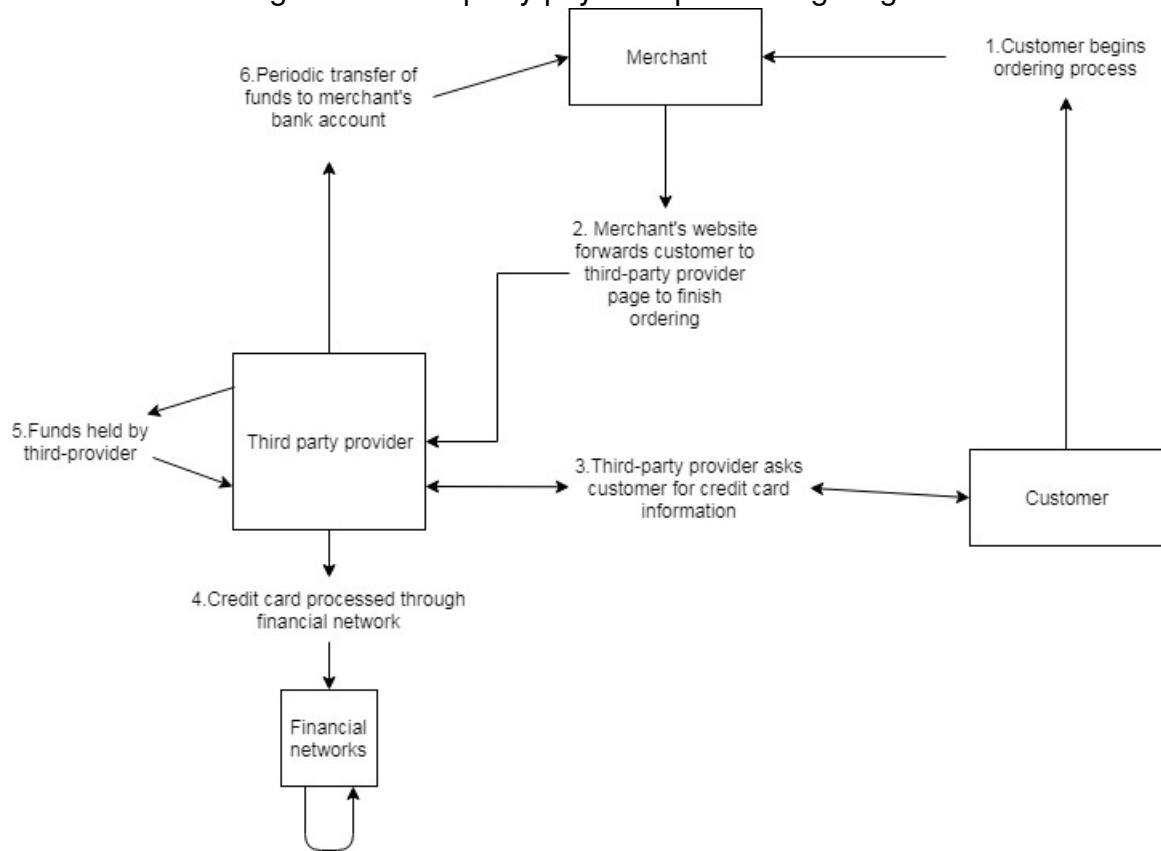 party payment processing
Merchant
1.Customer begins
ordering process
6.Periodic transfer of
funds to merchant's
bank account
2. Merchant's website
forwards customer to
third-party provider
page to finish
ordering
5.Funds held by
third-provider
Third party provider
3.Third-party provider asks
customer for credit card
information
Customer
4.Credit card processed through
financial network
Financial
networks